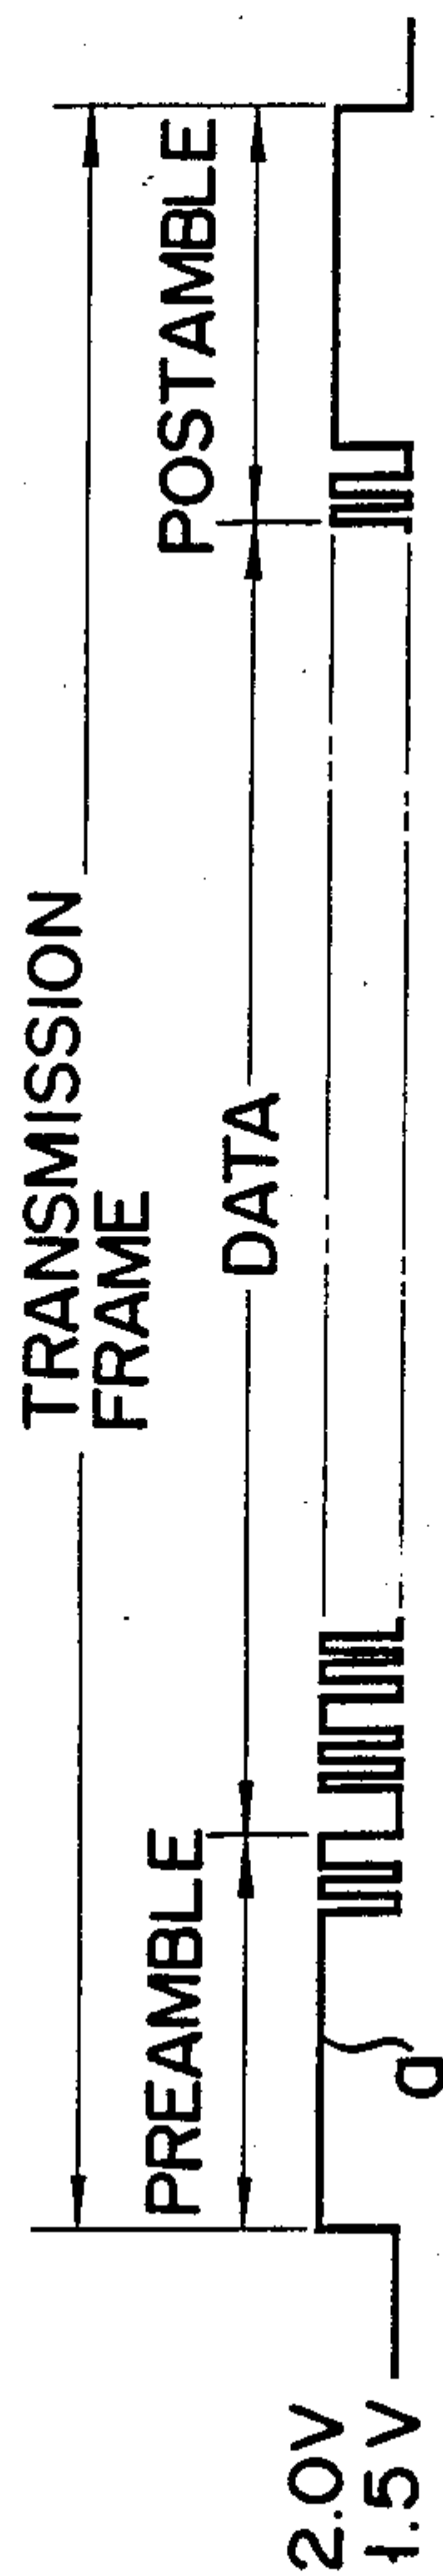 TRANSMISSION
FRAME
PREAMBLE
DATA
POSTAMBLE
2.0V
1.5V
a